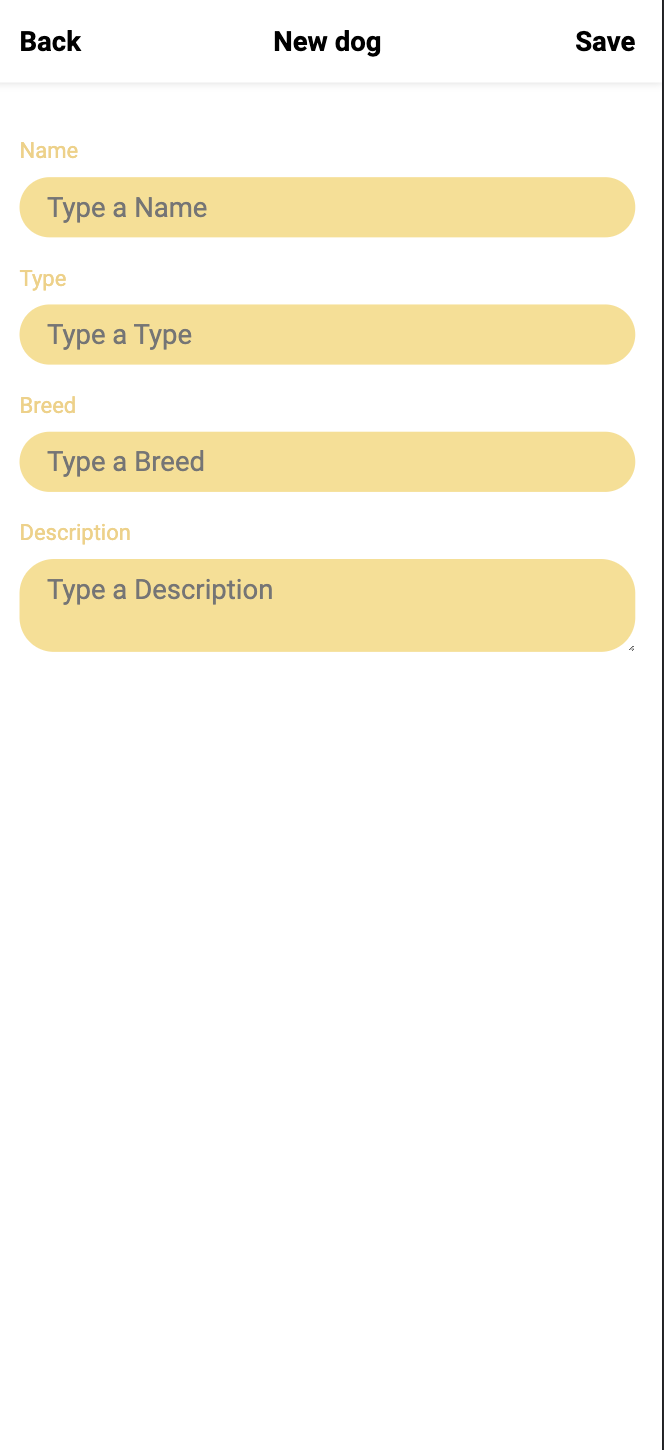 Back New dog Save
Name
Type a Name
Type
Type a Type
Breed
Type a Breed
Description
Type a Description